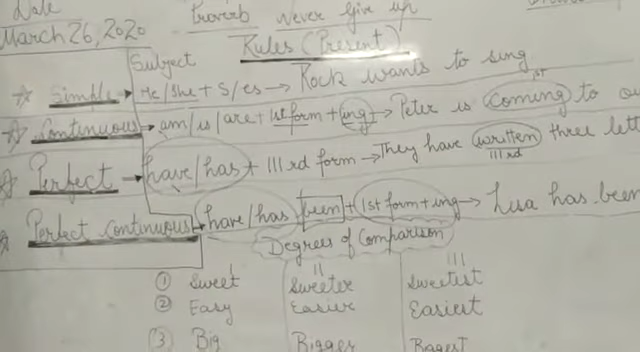 Date Proverb Never Give up
March 26, 2020
Rules (Present)
Subject
Simple → He/She + S/es → Rock wants to sing
Continuous → am/is/are + Ist form + ing → Peter is coming to
Ist
Perfect → have/has + III rd form → They have written three lett
III rd
Perfect continuous → have/has been + 1st form + ing → Lisa has been
Degrees of Comparison
II III
① Sweet Sweeter Sweetest
② Easy Easier Easiest
③ Big Bigger